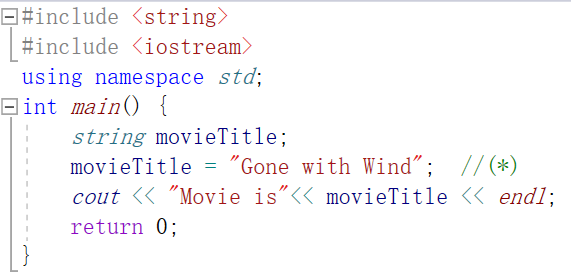 #include <string>
#include <iostream>
using namespace std;
int main() {
string movieTitle;
movieTitle = "Gone with Wind"; //(*)
cout << "Movie is"<< movieTitle << endl;
return 0;
}